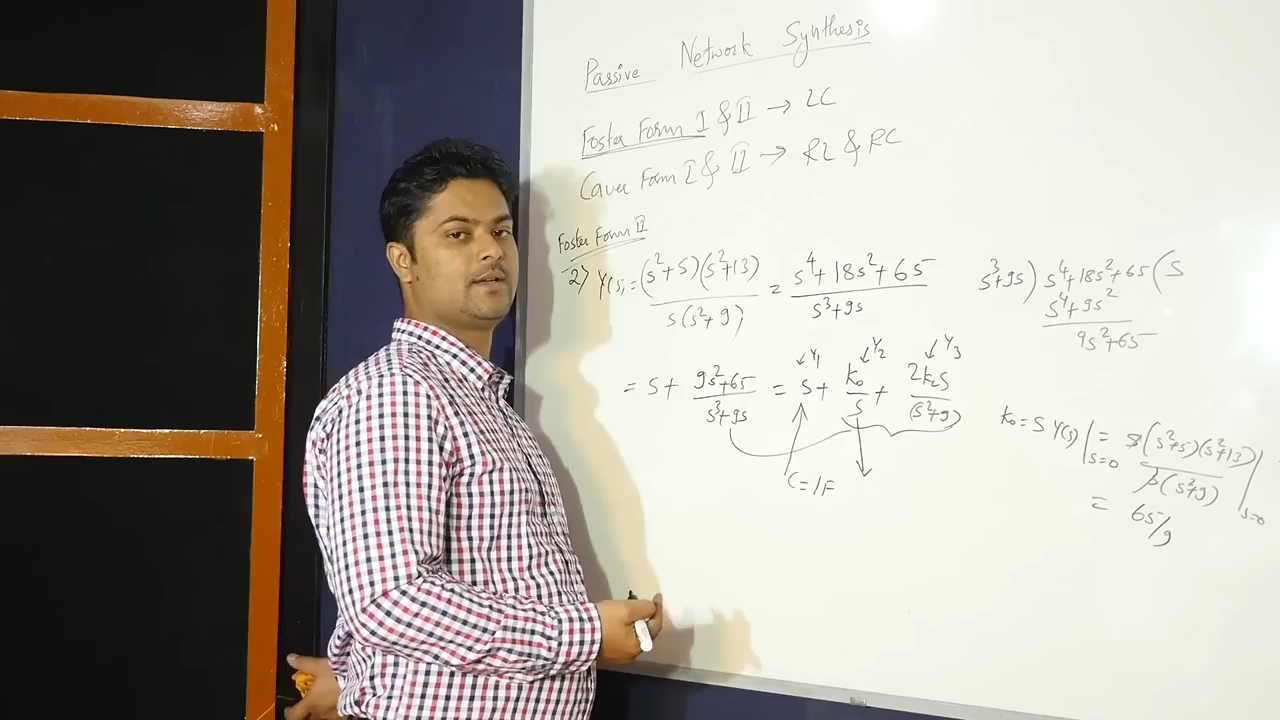 Passive Network Synthesis
Foster Form I & II → LC
Caver Form I & II → RL & RC
Foster Form II
2) Y(s) = (s²+5)(s²+13) / s(s²+9) = s⁴+18s²+65 / s³+9s
= s + 9s²+65 / s³+9s = s + k₀/s + 2k₂s / (s²+9)
↙Y₁ ↙Y₂ ↙Y₃
C=1F
s³+9s ) s⁴+18s²+65 ( s
s⁴+9s²
9s²+65
k₀ = s Y(s) |s=0 = s(s²+5)(s²+13) / s(s²+9) |s=0
= 65/9